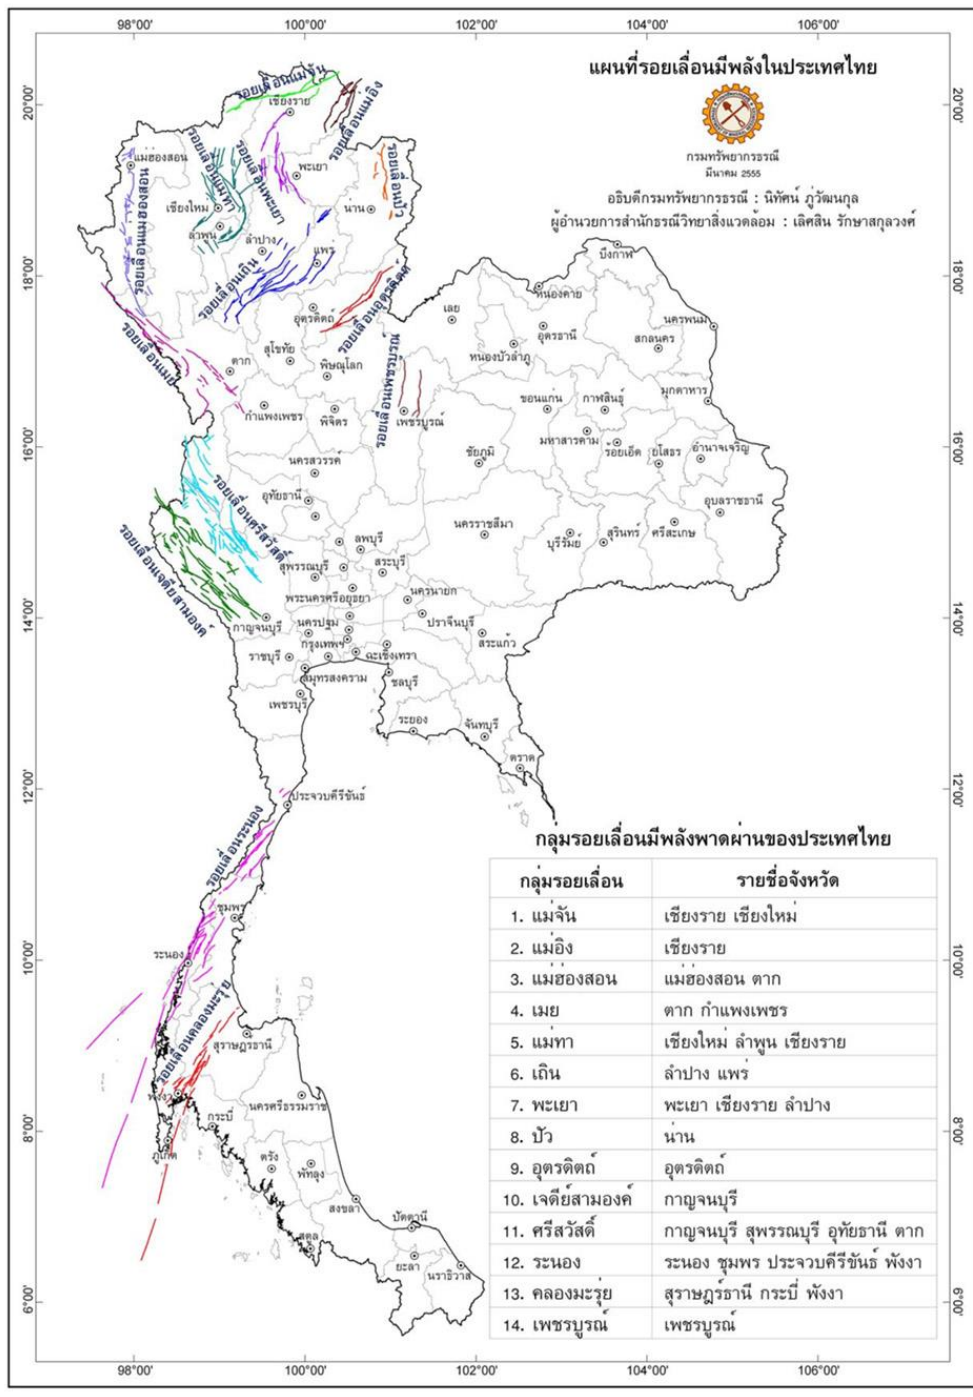 98°00'
100°00'
102°00'
104°00'
106°00'
แผนที่รอยเลื่อนมีพลังในประเทศไทย
กรมทรัพยากรธรณี
มีนาคม 2555
อธิบดีกรมทรัพยากรธรณี : นิทัศน์ ภู่วัฒนกุล
ผู้อำนวยการสำนักธรณีวิทยาสิ่งแวดล้อม : เลิศสิน รักษาสกุลวงศ์
20°00'
20°00'
18°00'
18°00'
16°00'
16°00'
14°00'
14°00'
12°00'
12°00'
10°00'
10°00'
8°00'
8°00'
6°00'
6°00'
รอยเลื่อนแม่จัน
เชียงราย
รอยเลื่อนแม่อิง
แม่ฮ่องสอน
รอยเลื่อนแม่ฮ่องสอน
รอยเลื่อนแม่ทา
รอยเลื่อนพะเยา
พะเยา
รอยเลื่อนปัว
น่าน
เชียงใหม่
ลำพูน
ลำปาง
แพร่
รอยเลื่อนเถิน
อุตรดิตถ์
รอยเลื่อนอุตรดิตถ์
รอยเลื่อนเมย
ตาก
สุโขทัย
พิษณุโลก
รอยเลื่อนเพชรบูรณ์
เพชรบูรณ์
กำแพงเพชร
พิจิตร
บึงกาฬ
หนองคาย
เลย
อุดรธานี
นครพนม
สกลนคร
หนองบัวลำภู
มุกดาหาร
ขอนแก่น
กาฬสินธุ์
มหาสารคาม
ร้อยเอ็ด
ยโสธร
อำนาจเจริญ
ชัยภูมิ
อุบลราชธานี
นครราชสีมา
บุรีรัมย์
สุรินทร์
ศรีสะเกษ
นครสวรรค์
อุทัยธานี
รอยเลื่อนศรีสวัสดิ์
รอยเลื่อนเจดีย์สามองค์
ลพบุรี
สุพรรณบุรี
สระบุรี
พระนครศรีอยุธยา
นครนายก
กาญจนบุรี
นครปฐม
ปราจีนบุรี
กรุงเทพฯ
ฉะเชิงเทรา
สระแก้ว
ราชบุรี
สมุทรสงคราม
ชลบุรี
เพชรบุรี
ระยอง
จันทบุรี
ตราด
ประจวบคีรีขันธ์
รอยเลื่อนระนอง
ชุมพร
ระนอง
รอยเลื่อนคลองมะรุ่ย
สุราษฎร์ธานี
พังงา
นครศรีธรรมราช
กระบี่
ภูเก็ต
ตรัง
พัทลุง
สงขลา
ปัตตานี
สตูล
ยะลา
นราธิวาส
กลุ่มรอยเลื่อนมีพลังพาดผ่านของประเทศไทย
กลุ่มรอยเลื่อน รายชื่อจังหวัด
1. แม่จัน เชียงราย เชียงใหม่
2. แม่อิง เชียงราย
3. แม่ฮ่องสอน แม่ฮ่องสอน ตาก
4. เมย ตาก กำแพงเพชร
5. แม่ทา เชียงใหม่ ลำพูน เชียงราย
6. เถิน ลำปาง แพร่
7. พะเยา พะเยา เชียงราย ลำปาง
8. ปัว น่าน
9. อุตรดิตถ์ อุตรดิตถ์
10. เจดีย์สามองค์ กาญจนบุรี
11. ศรีสวัสดิ์ กาญจนบุรี สุพรรณบุรี อุทัยธานี ตาก
12. ระนอง ระนอง ชุมพร ประจวบคีรีขันธ์ พังงา
13. คลองมะรุ่ย สุราษฎร์ธานี กระบี่ พังงา
14. เพชรบูรณ์ เพชรบูรณ์
98°00'
100°00'
102°00'
104°00'
106°00'